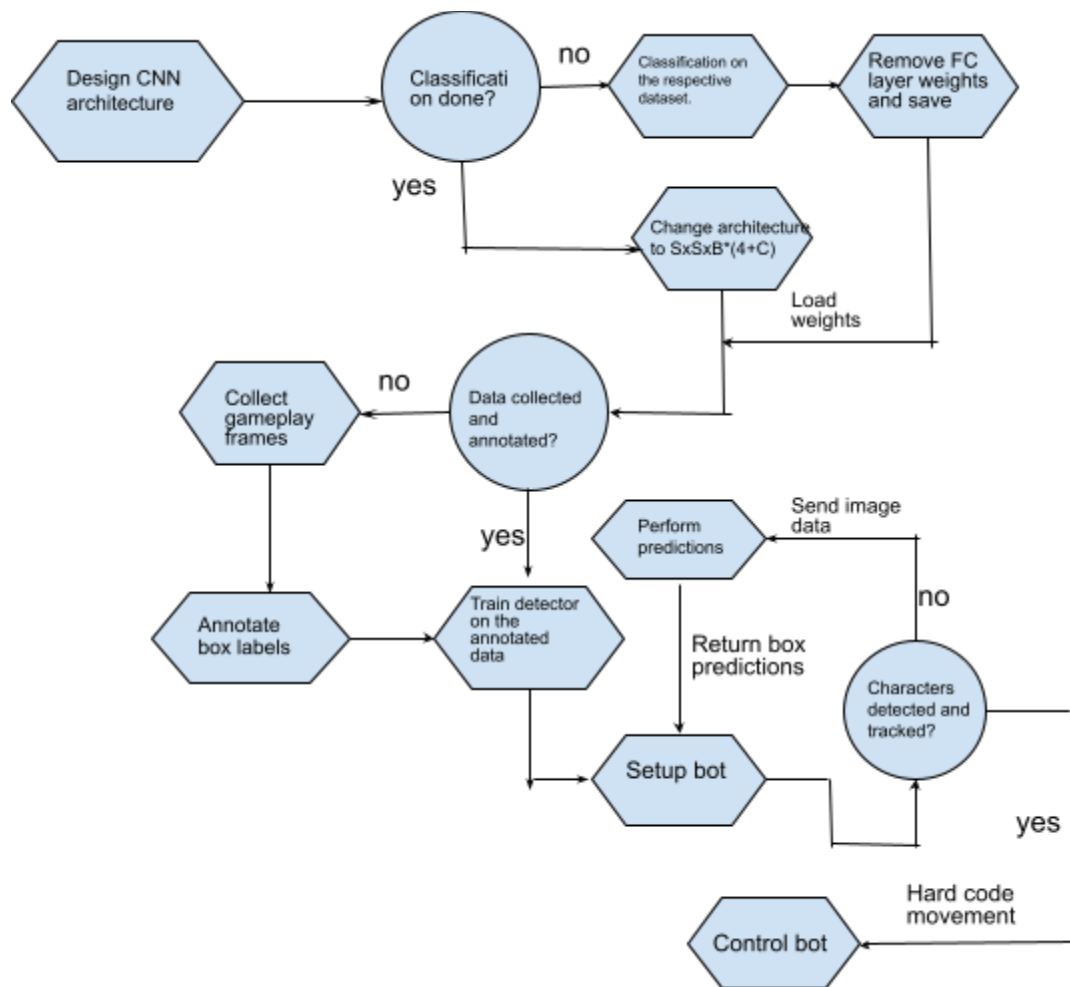 Design CNN
architecture
Classificati
on done?
no
Classification on
the respective
dataset.
Remove FC
layer weights
and save
yes
Change architecture
to SxSxB*(4+C)
Load
weights
Data collected
and
annotated?
no
Collect
gameplay
frames
yes
Annotate
box labels
Train detector
on the
annotated
data
Send image
data
Perform
predictions
no
Return box
predictions
Characters
detected and
tracked?
Setup bot
yes
Hard code
movement
Control bot